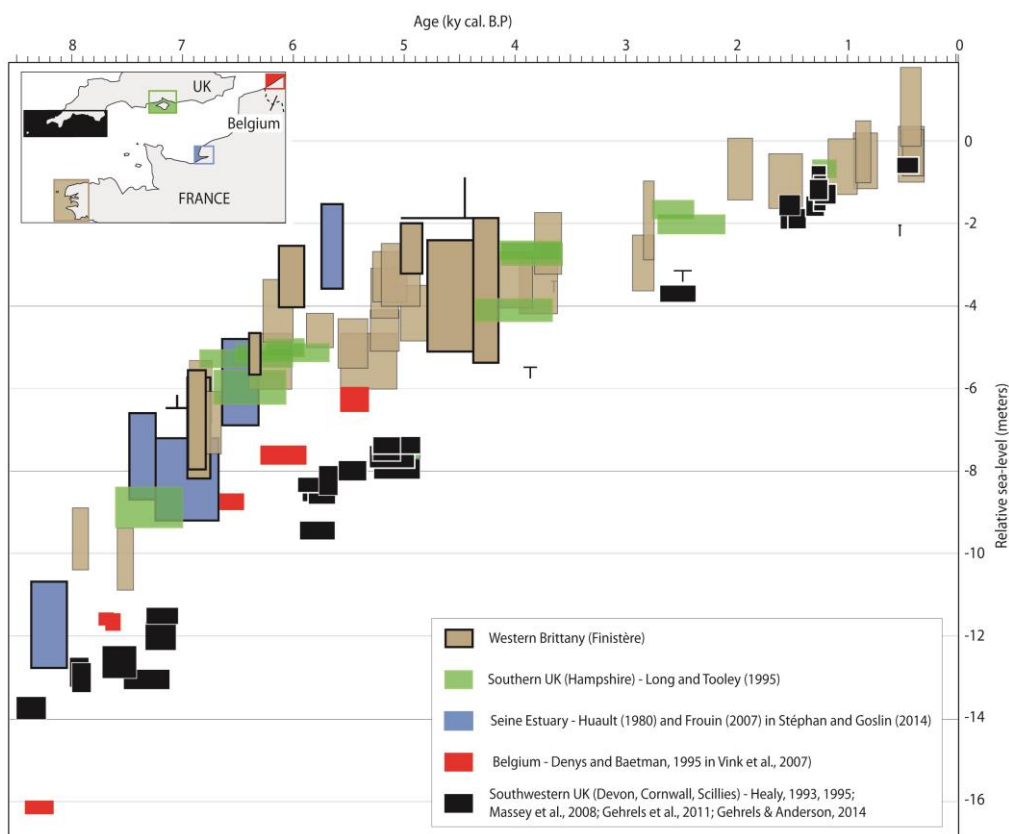 Age (ky cal. B.P)
8 7 6 5 4 3 2 1 0
UK
Belgium
FRANCE
0
-2
-4
-6
-8
-10
-12
-14
-16
Relative sea-level (meters)
Western Brittany (Finistère)
Southern UK (Hampshire) - Long and Tooley (1995)
Seine Estuary - Huault (1980) and Frouin (2007) in Stéphan and Goslin (2014)
Belgium - Denys and Baetman, 1995 in Vink et al., 2007)
Southwestern UK (Devon, Cornwall, Scillies) - Healy, 1993, 1995;
Massey et al., 2008; Gehrels et al., 2011; Gehrels & Anderson, 2014